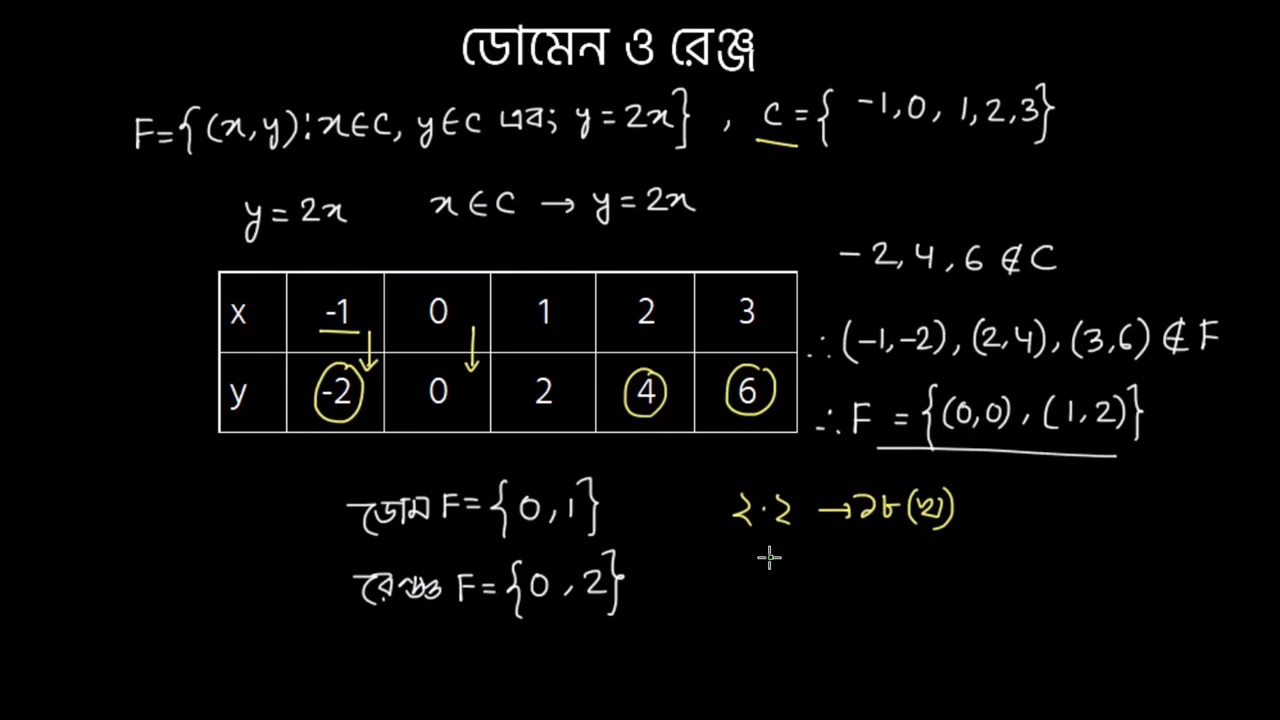 ডোমেন ও রেঞ্জ
F={(x,y):x∈C, y∈C এবং y=2x} , C={ -1,0, 1,2,3}
y=2x x∈C → y=2x
-2,4,6 ∉ C
x -1 0 1 2 3
∴(-1,-2),(2,4),(3,6) ∉ F
y -2 0 2 4 6
∴ F = {(0,0),(1,2)}
ডোম F={0,1}
২.২ →১৮(ঘ)
রেঞ্জ F={0,2}